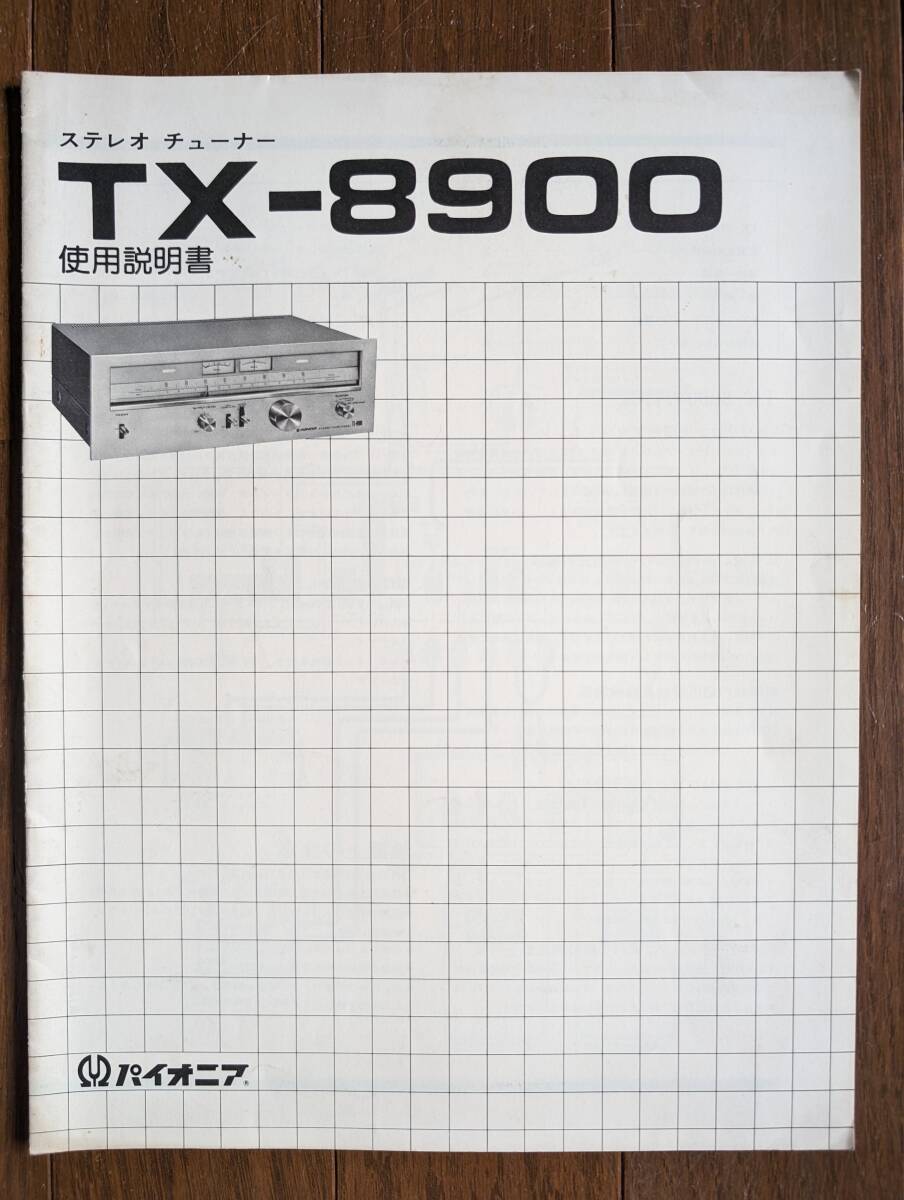 ステレオ チューナー
TX-8900
使用説明書
パイオニア®